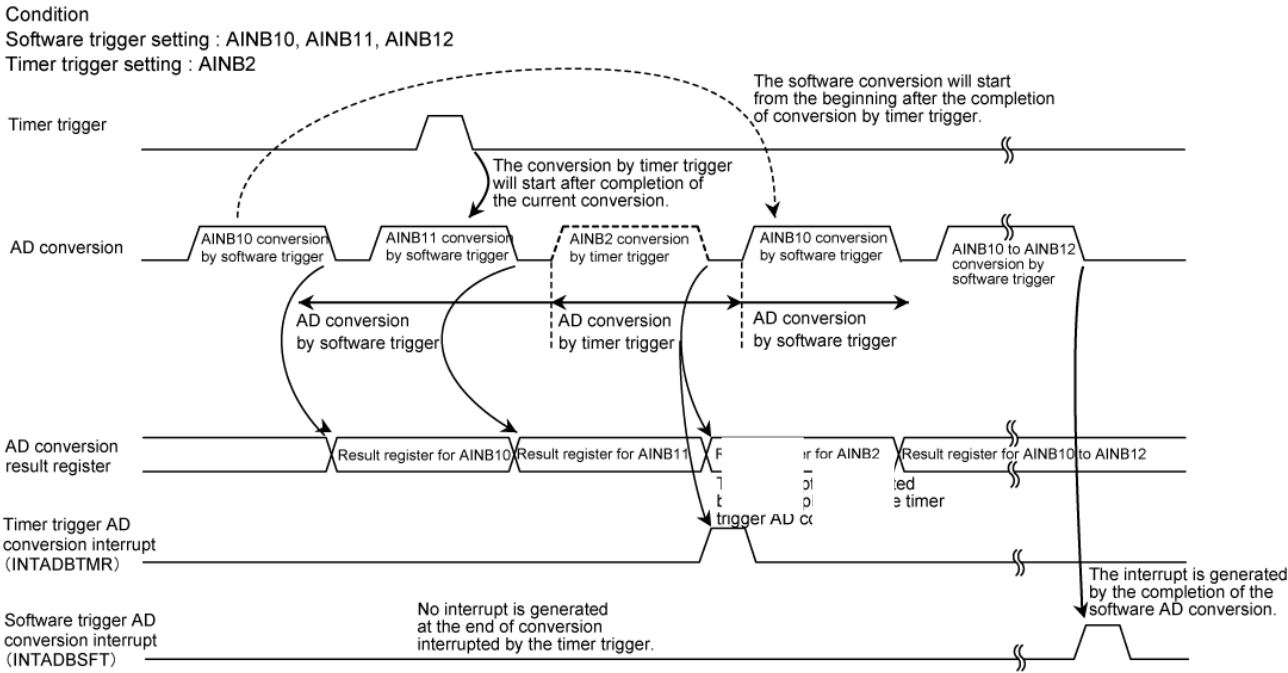 Condition
Software trigger setting : AINB10, AINB11, AINB12
Timer trigger setting : AINB2
The software conversion will start
from the beginning after the completion
of conversion by timer trigger.
Timer trigger
The conversion by timer trigger
will start after completion of
the current conversion.
AD conversion
AINB10 conversion
by software trigger
AINB11 conversion
by software trigger
AINB2 conversion
by timer trigger
AINB10 conversion
by software trigger
AINB10 to AINB12
conversion by
software trigger
AD conversion
by software trigger
AD conversion
by timer trigger
AD conversion
by software trigger
AD conversion
result register
Result register for AINB10
Result register for AINB11
for AINB2
Result register for AINB10 to AINB12
timer
trigger AD
Timer trigger AD
conversion interrupt
(INTADBTMR)
The interrupt is generated
by the completion of the
software AD conversion.
No interrupt is generated
at the end of conversion
interrupted by the timer trigger.
Software trigger AD
conversion interrupt
(INTADBSFT)